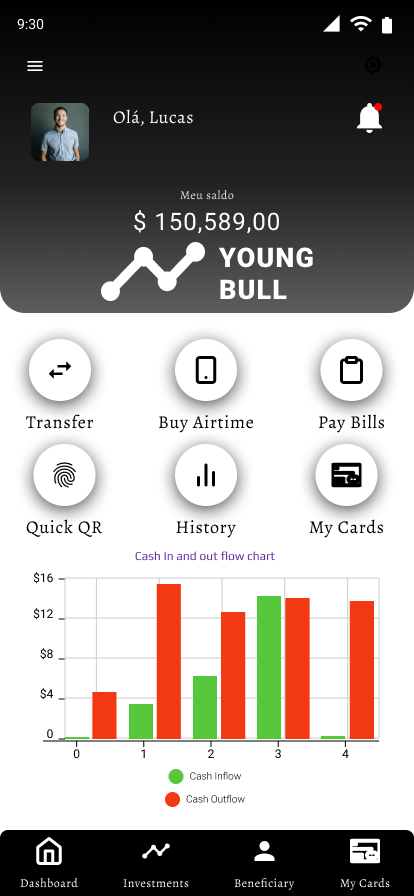 9:30
Olá, Lucas
Meu saldo
$ 150,589,00
YOUNG
BULL
Transfer
Buy Airtime
Pay Bills
Quick QR
History
My Cards
Cash In and out flow chart
$16
$12
$8
$4
0
0 1 2 3 4
Cash Inflow
Cash Outflow
Dashboard
Investments
Beneficiary
My Cards